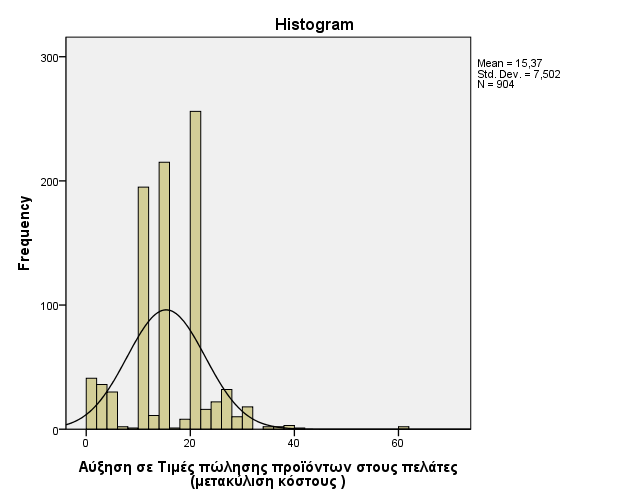 Histogram
Mean = 15,37
Std. Dev. = 7,502
N = 904
300
200
100
0
Frequency
0 20 40 60
Αύξηση σε Τιμές πώλησης προϊόντων στους πελάτες
(μετακύλιση κόστους )